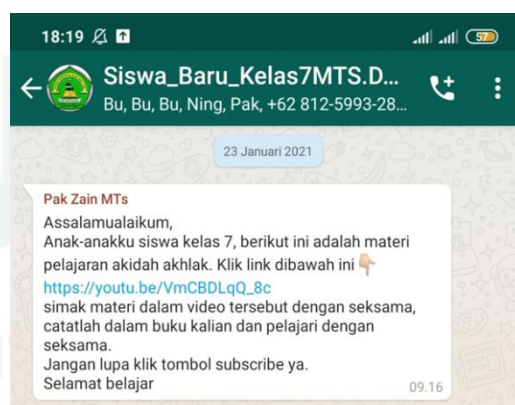 18:19
57
Siswa_Baru_Kelas7MTS.D...
Bu, Bu, Bu, Ning, Pak, +62 812-5993-28...
23 Januari 2021
Pak Zain MTs
Assalamualaikum,
Anak-anakku siswa kelas 7, berikut ini adalah materi
pelajaran akidah akhlak. Klik link dibawah ini 👇🏻
https://youtu.be/VmCBDLqQ_8c
simak materi dalam video tersebut dengan seksama,
catatlah dalam buku kalian dan pelajari dengan
seksama.
Jangan lupa klik tombol subscribe ya.
Selamat belajar
09.16